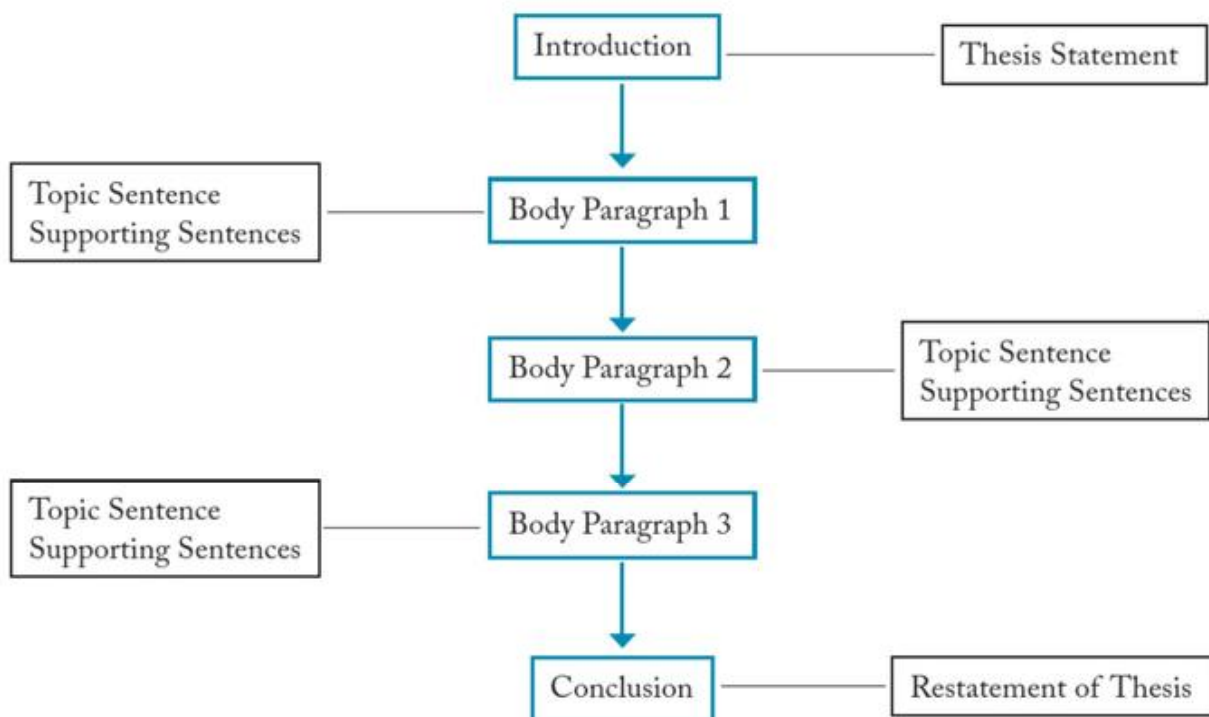 Introduction
Thesis Statement
Topic Sentence
Supporting Sentences
Body Paragraph 1
Body Paragraph 2
Topic Sentence
Supporting Sentences
Topic Sentence
Supporting Sentences
Body Paragraph 3
Conclusion
Restatement of Thesis